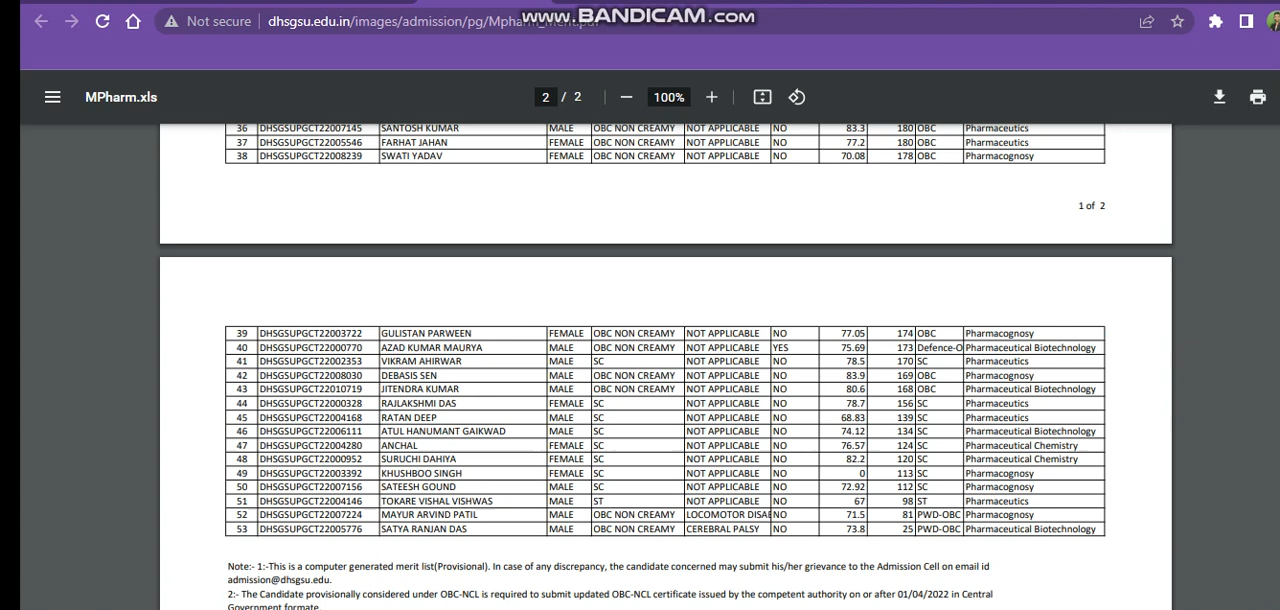 www.BANDICAM.com
Not secure dhsgsu.edu.in/images/admission/pg/Mpharm_Merit.pdf
MPharm.xls 2 / 2 100%
36 DHSGSUPGCT22007145 SANTOSH KUMAR MALE OBC NON CREAMY NOT APPLICABLE NO 83.3 180 OBC Pharmaceutics
37 DHSGSUPGCT22005546 FARHAT JAHAN FEMALE OBC NON CREAMY NOT APPLICABLE NO 77.2 180 OBC Pharmaceutics
38 DHSGSUPGCT22008239 SWATI YADAV FEMALE OBC NON CREAMY NOT APPLICABLE NO 70.08 178 OBC Pharmacognosy
1 of 2
39 DHSGSUPGCT22003722 GULISTAN PARWEEN FEMALE OBC NON CREAMY NOT APPLICABLE NO 77.05 174 OBC Pharmacognosy
40 DHSGSUPGCT22000770 AZAD KUMAR MAURYA MALE OBC NON CREAMY NOT APPLICABLE YES 75.69 173 Defence-O Pharmaceutical Biotechnology
41 DHSGSUPGCT22002353 VIKRAM AHIRWAR MALE SC NOT APPLICABLE NO 78.5 170 SC Pharmaceutics
42 DHSGSUPGCT22008030 DEBASIS SEN MALE OBC NON CREAMY NOT APPLICABLE NO 83.9 169 OBC Pharmacognosy
43 DHSGSUPGCT22010719 JITENDRA KUMAR MALE OBC NON CREAMY NOT APPLICABLE NO 80.6 168 OBC Pharmaceutical Biotechnology
44 DHSGSUPGCT22000328 RAJLAKSHMI DAS FEMALE SC NOT APPLICABLE NO 78.7 156 SC Pharmaceutics
45 DHSGSUPGCT22004168 RATAN DEEP MALE SC NOT APPLICABLE NO 68.83 139 SC Pharmaceutics
46 DHSGSUPGCT22006111 ATUL HANUMANT GAIKWAD MALE SC NOT APPLICABLE NO 74.12 134 SC Pharmaceutical Biotechnology
47 DHSGSUPGCT22004280 ANCHAL FEMALE SC NOT APPLICABLE NO 76.57 124 SC Pharmaceutical Chemistry
48 DHSGSUPGCT22000952 SURUCHI DAHIYA FEMALE SC NOT APPLICABLE NO 82.2 120 SC Pharmaceutical Chemistry
49 DHSGSUPGCT22003392 KHUSHBOO SINGH FEMALE SC NOT APPLICABLE NO 0 113 SC Pharmacognosy
50 DHSGSUPGCT22007156 SATEESH GOUND MALE SC NOT APPLICABLE NO 72.92 112 SC Pharmacognosy
51 DHSGSUPGCT22004146 TOKARE VISHAL VISHWAS MALE ST NOT APPLICABLE NO 67 98 ST Pharmaceutics
52 DHSGSUPGCT22007224 MAYUR ARVIND PATIL MALE OBC NON CREAMY LOCOMOTOR DISAE NO 71.5 81 PWD-OBC Pharmacognosy
53 DHSGSUPGCT22005776 SATYA RANJAN DAS MALE OBC NON CREAMY CEREBRAL PALSY NO 73.8 25 PWD-OBC Pharmaceutical Biotechnology
Note:- 1:-This is a computer generated merit list(Provisional). In case of any discrepancy, the candidate concerned may submit his/her grievance to the Admission Cell on email id
admission@dhsgsu.edu.
2:- The Candidate provisionally considered under OBC-NCL is required to submit updated OBC-NCL certificate issued by the competent authority on or after 01/04/2022 in Central
Government formate.